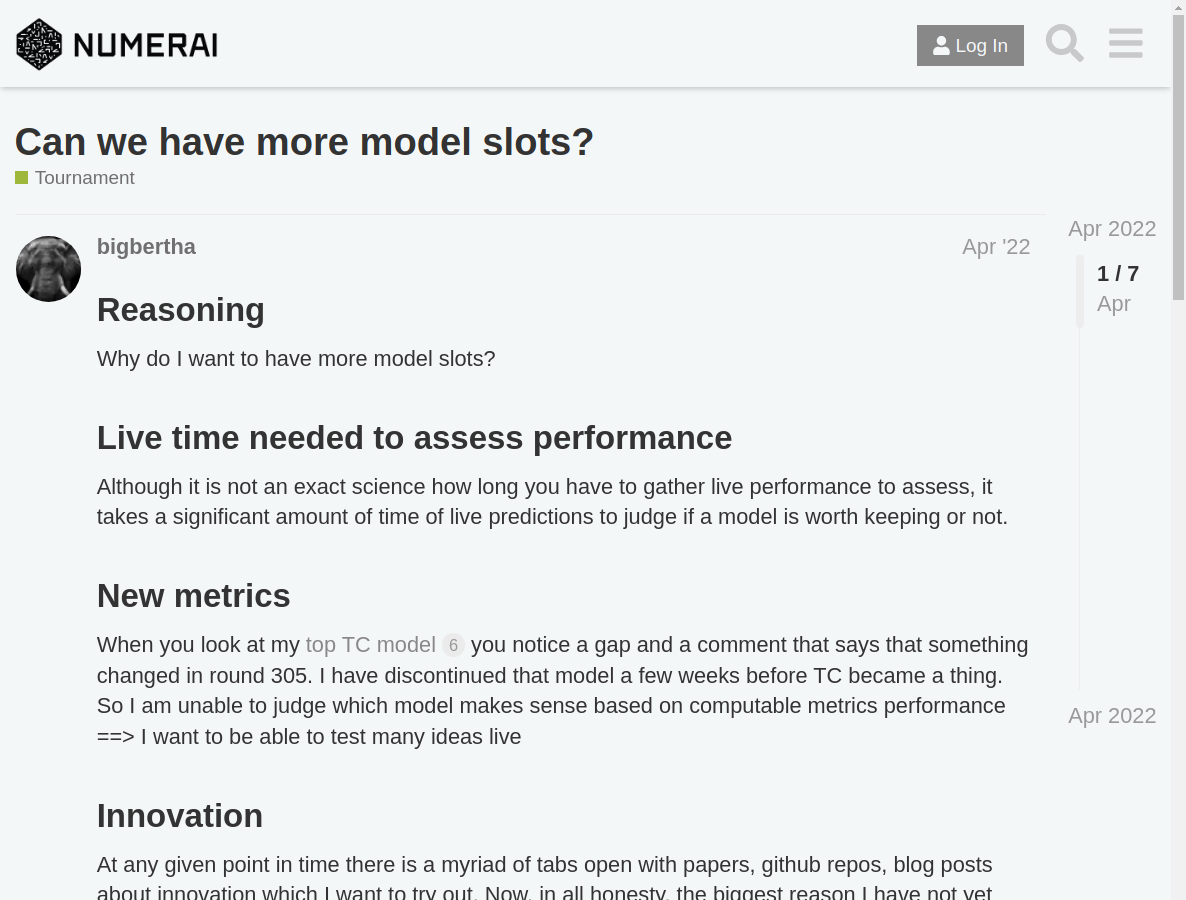 NUMERAI
Log In
Can we have more model slots?
Tournament
Apr 2022
bigbertha
Apr '22
1 / 7
Apr
Reasoning
Why do I want to have more model slots?
Live time needed to assess performance
Although it is not an exact science how long you have to gather live performance to assess, it
takes a significant amount of time of live predictions to judge if a model is worth keeping or not.
New metrics
When you look at my top TC model 6 you notice a gap and a comment that says that something
changed in round 305. I have discontinued that model a few weeks before TC became a thing.
So I am unable to judge which model makes sense based on computable metrics performance
==> I want to be able to test many ideas live
Apr 2022
Innovation
At any given point in time there is a myriad of tabs open with papers, github repos, blog posts
about innovation which I want to try out. Now, in all honesty, the biggest reason I have not yet